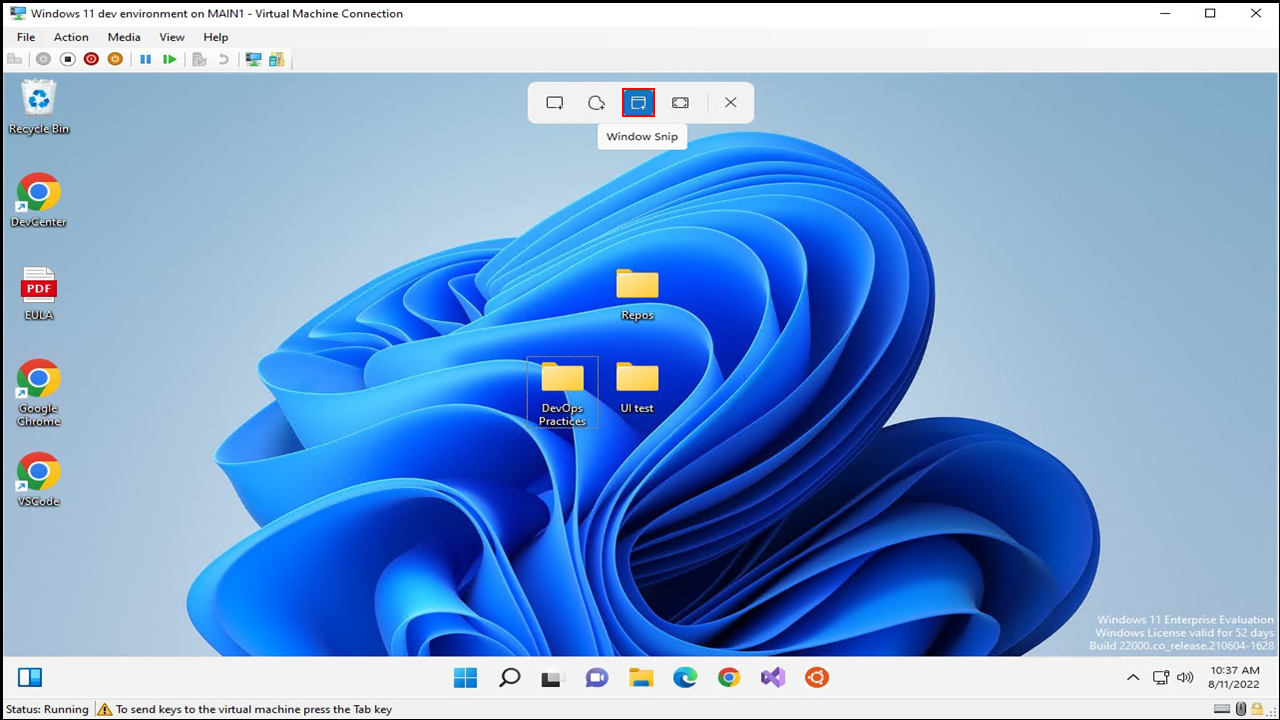 Windows 11 dev environment on MAIN1 - Virtual Machine Connection
File Action Media View Help
Recycle Bin
Window Snip
DevCenter
PDF
EULA
Repos
Google
Chrome
DevOps
Practices
UI test
VSCode
Windows 11 Enterprise Evaluation
Windows License valid for 52 days
Build 22000.co_release.210604-1628
10:37 AM
8/11/2022
Status: Running
To send keys to the virtual machine press the Tab key